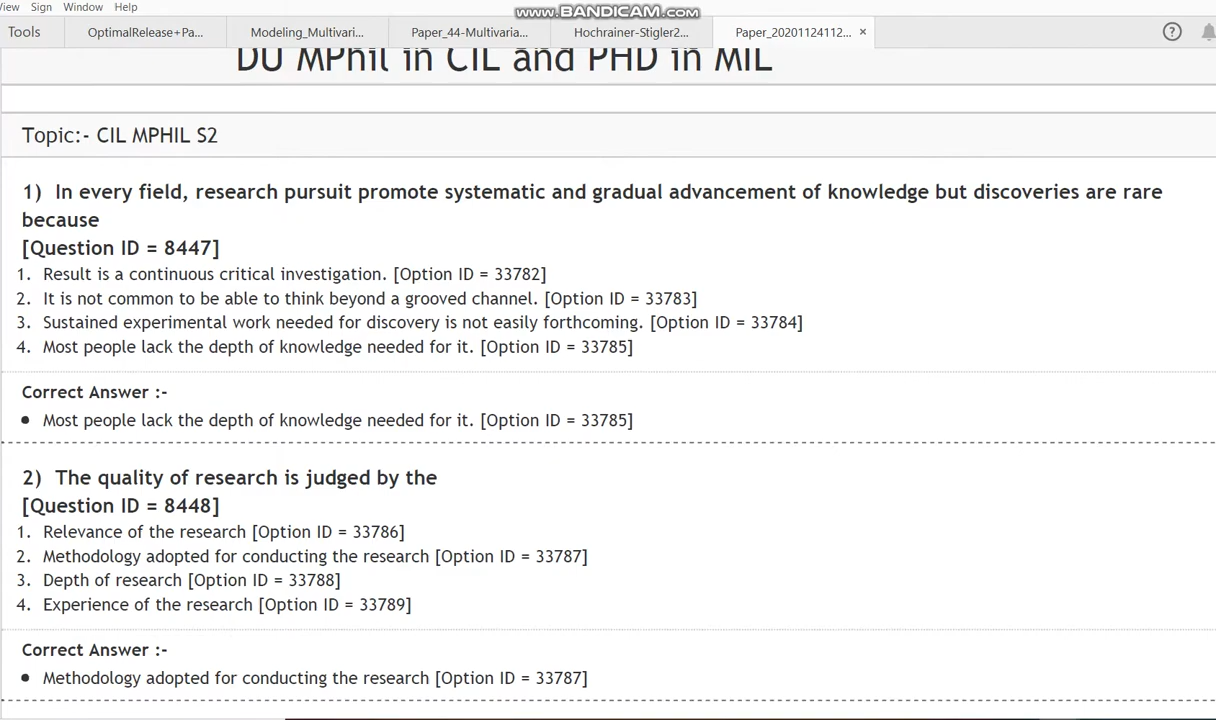 View Sign Window Help
www.BANDICAM.com
Tools OptimalRelease+Pa... Modeling_Multivari... Paper_44-Multivaria... Hochrainer-Stigler2... Paper_20201124112... ×
DU MPhil in CIL and PHD in MIL
Topic:- CIL MPHIL S2
1) In every field, research pursuit promote systematic and gradual advancement of knowledge but discoveries are rare
because
[Question ID = 8447]
1. Result is a continuous critical investigation. [Option ID = 33782]
2. It is not common to be able to think beyond a grooved channel. [Option ID = 33783]
3. Sustained experimental work needed for discovery is not easily forthcoming. [Option ID = 33784]
4. Most people lack the depth of knowledge needed for it. [Option ID = 33785]
Correct Answer :-
• Most people lack the depth of knowledge needed for it. [Option ID = 33785]
2) The quality of research is judged by the
[Question ID = 8448]
1. Relevance of the research [Option ID = 33786]
2. Methodology adopted for conducting the research [Option ID = 33787]
3. Depth of research [Option ID = 33788]
4. Experience of the research [Option ID = 33789]
Correct Answer :-
• Methodology adopted for conducting the research [Option ID = 33787]